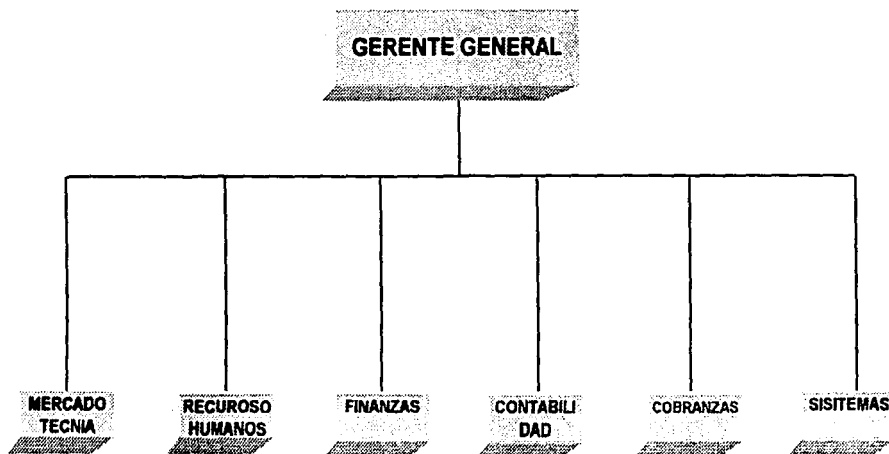 GERENTE GENERAL
MERCADO
TECNIA
RECUROSO
HUMANOS
FINANZAS
CONTABILI
DAD
COBRANZAS
SISITEMAS